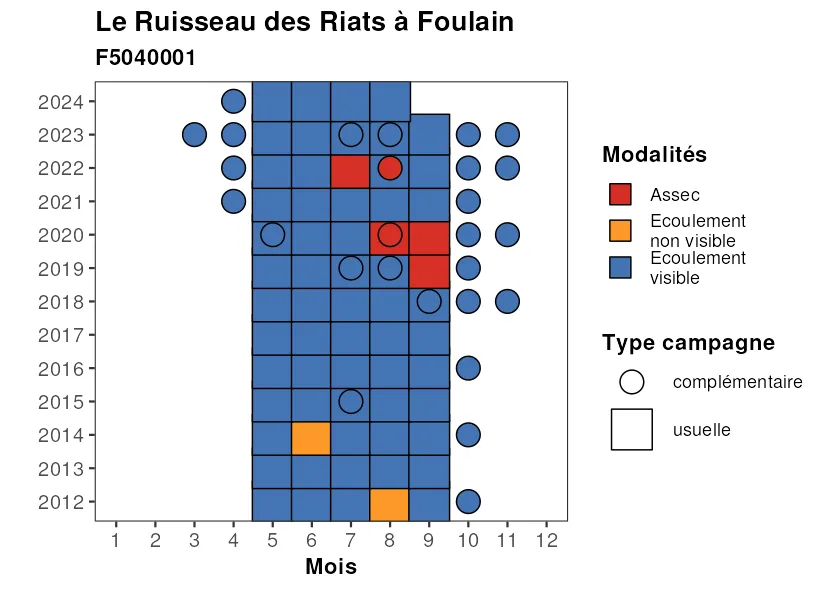 Le Ruisseau des Riats à Foulain
F5040001
2024
2023
2022
2021
2020
2019
2018
2017
2016
2015
2014
2013
2012
1 2 3 4 5 6 7 8 9 10 11 12
Mois
Modalités
Assec
Ecoulement
non visible
Ecoulement
visible
Type campagne
complémentaire
usuelle